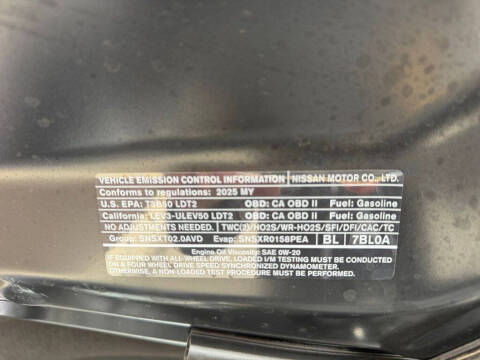 VEHICLE EMISSION CONTROL INFORMATION NISSAN MOTOR CO., LTD.
Conforms to regulations: 2025 MY
U.S. EPA: T3B50 LDT2 OBD: CA OBD II Fuel: Gasoline
California: LEV3-ULEV50 LDT2 OBD: CA OBD II Fuel: Gasoline
NO ADJUSTMENTS NEEDED. TWC(2)/HO2S/WR-HO2S/SFI/DFI/CAC/TC
Group: SNSXT02.0AVD Evap: SNSXR0158PEA BL 7BL0A
Engine Oil Viscosity: SAE 0W-20
IF EQUIPPED WITH ALL-WHEEL DRIVE, LOADED I/M TESTING MUST BE CONDUCTED
ON A FOUR WHEEL DRIVE SPEED SYNCHRONIZED DYNAMOMETER.
OTHERWISE, A NON-LOADED TEST PROCEDURE MUST BE PERFORMED.